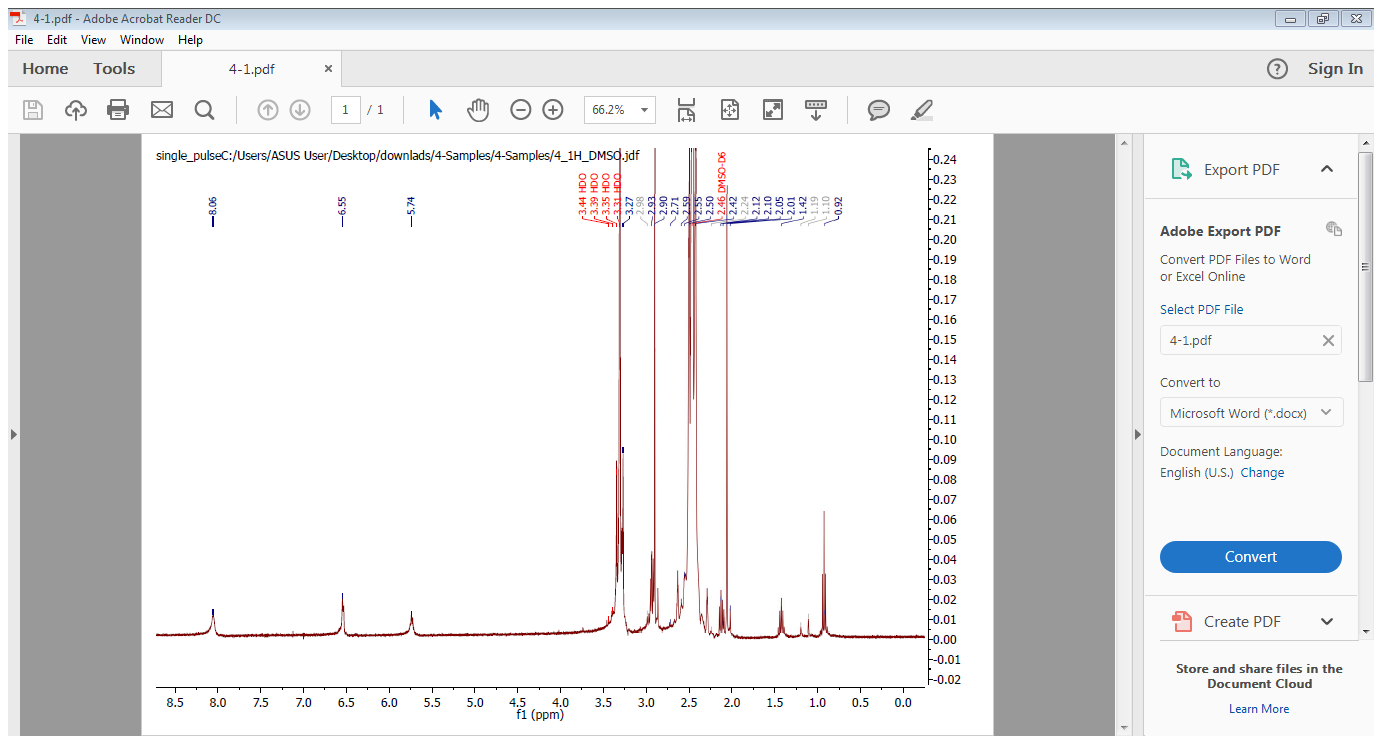 4-1.pdf - Adobe Acrobat Reader DC
File Edit View Window Help
Home Tools 4-1.pdf × ? Sign In
1 / 1 66.2%
single_pulseC:/Users/ASUS User/Desktop/downlads/4-Samples/4-Samples/4_1H_DMSO.jdf
8.06
6.55
5.74
3.44 HDO
3.39 HDO
3.35 HDO
3.31 HDO
3.27
2.98
2.93
2.90
2.71
2.59
2.55
2.50
2.46 DMSO-D6
2.42
2.24
2.12
2.10
2.05
2.01
1.42
1.19
1.10
0.92
0.24
0.23
0.22
0.21
0.20
0.19
0.18
0.17
0.16
0.15
0.14
0.13
0.12
0.11
0.10
0.09
0.08
0.07
0.06
0.05
0.04
0.03
0.02
0.01
0.00
-0.01
-0.02
8.5 8.0 7.5 7.0 6.5 6.0 5.5 5.0 4.5 4.0 3.5 3.0 2.5 2.0 1.5 1.0 0.5 0.0
f1 (ppm)
Export PDF
Adobe Export PDF
Convert PDF Files to Word
or Excel Online
Select PDF File
4-1.pdf
Convert to
Microsoft Word (*.docx)
Document Language:
English (U.S.) Change
Convert
Create PDF
Store and share files in the
Document Cloud
Learn More